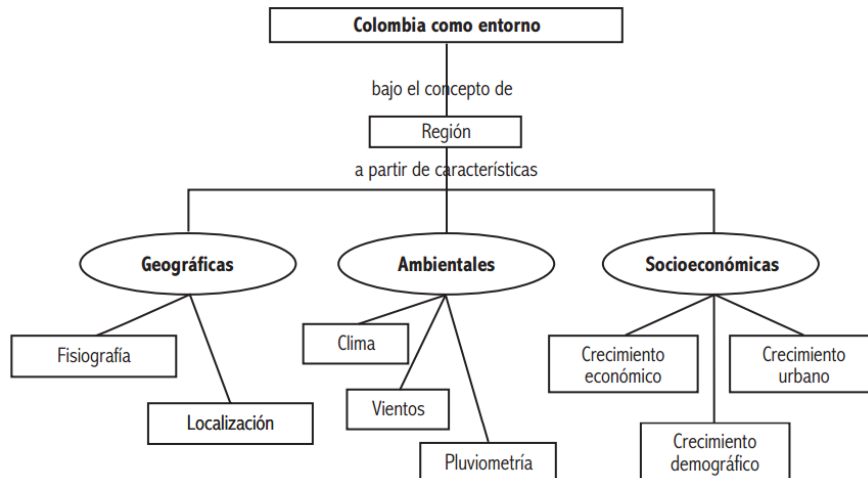 Colombia como entorno
bajo el concepto de
Región
a partir de características
Geográficas
Ambientales
Socioeconómicas
Fisiografía
Localización
Clima
Vientos
Pluviometría
Crecimiento
económico
Crecimiento
urbano
Crecimiento
demográfico